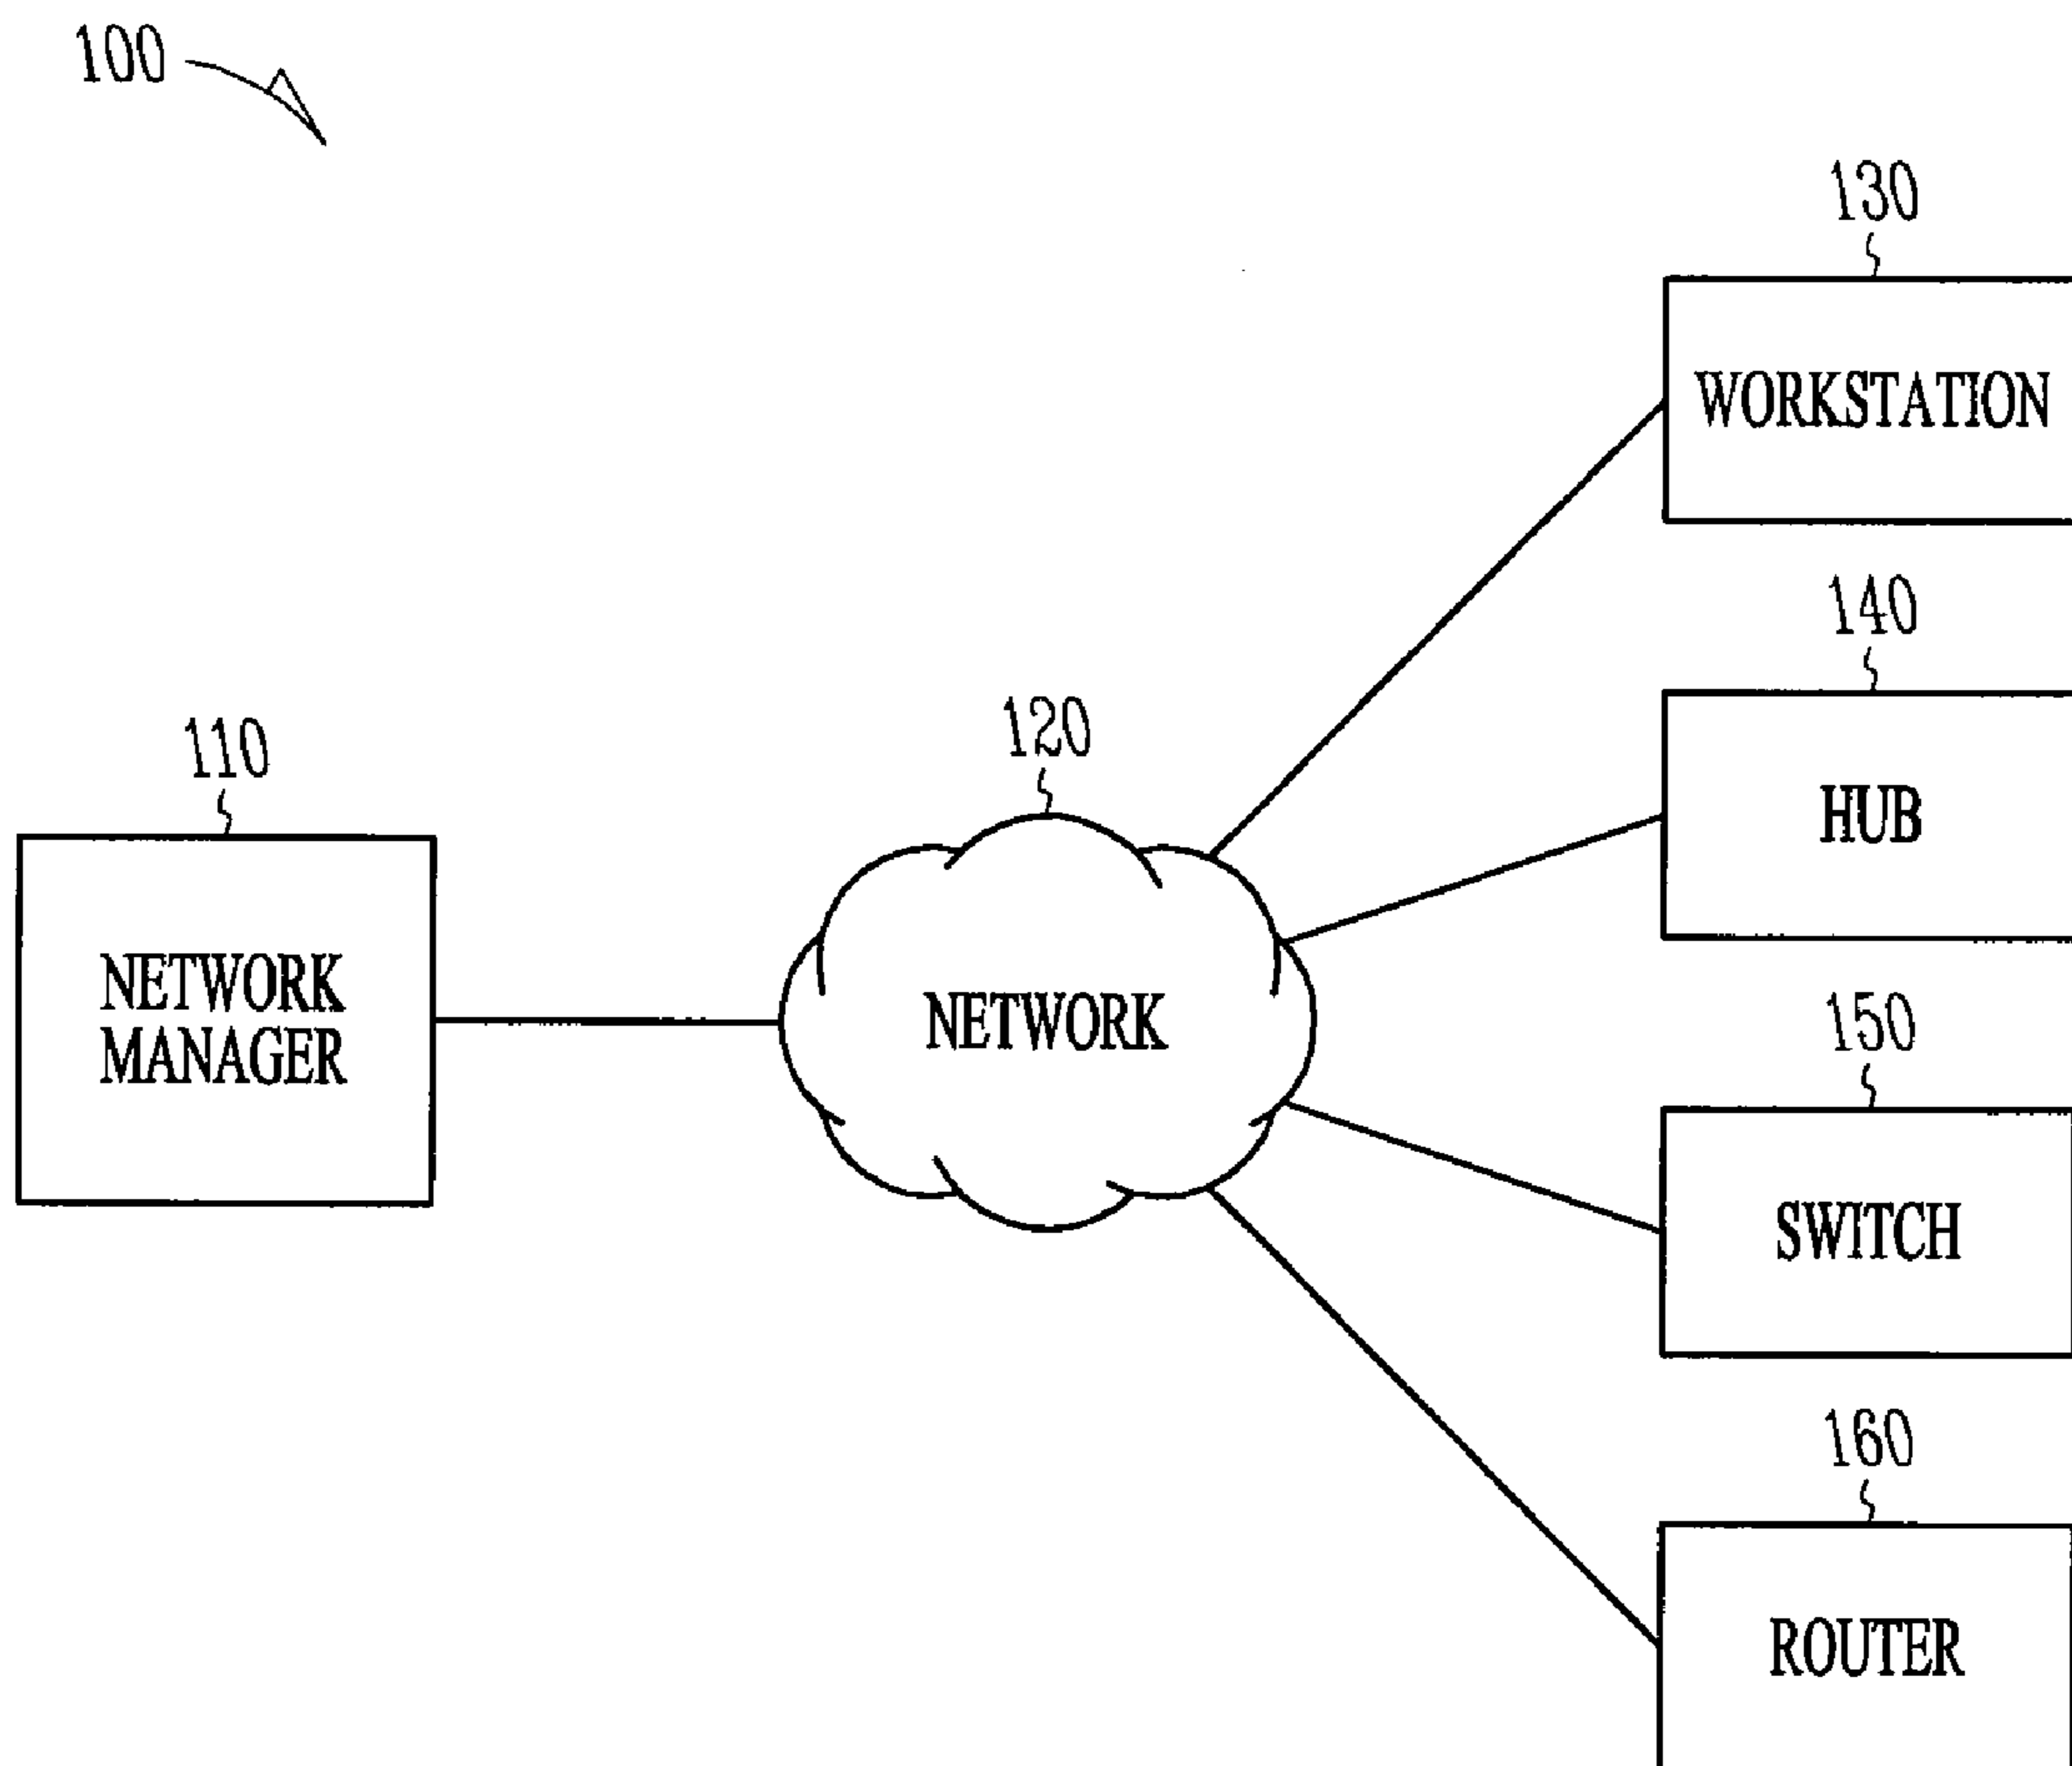 100
130
WORKSTATION
140
HUB
110
120
NETWORK
MANAGER
NETWORK
150
SWITCH
160
ROUTER